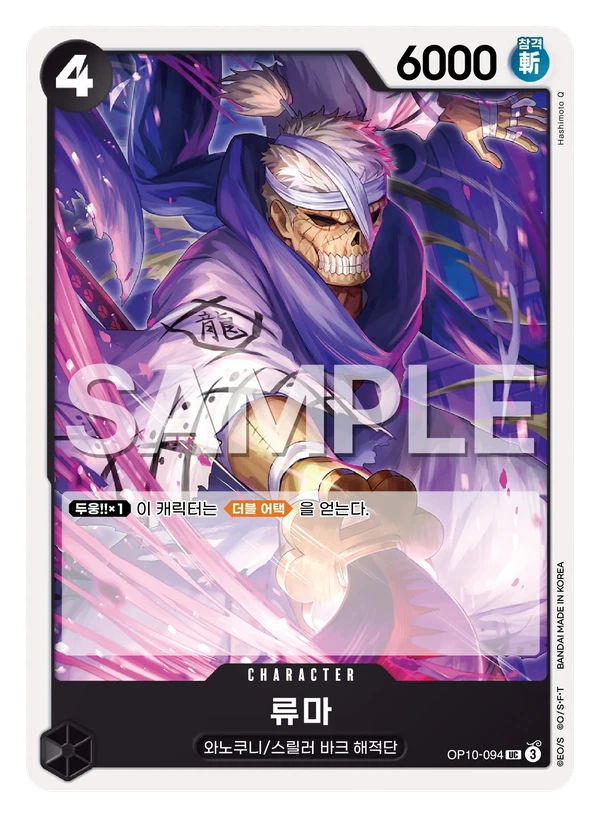 4
6000
참격
斬
Hashimoto Q
龍
SAMPLE
두웅!!×1 이 캐릭터는 더블 어택 을 얻는다.
CHARACTER
류마
와노쿠니/스릴러 바크 해적단
OP10-094 UC 3
©EO/S ©O/S·F·T BANDAI MADE IN KOREA